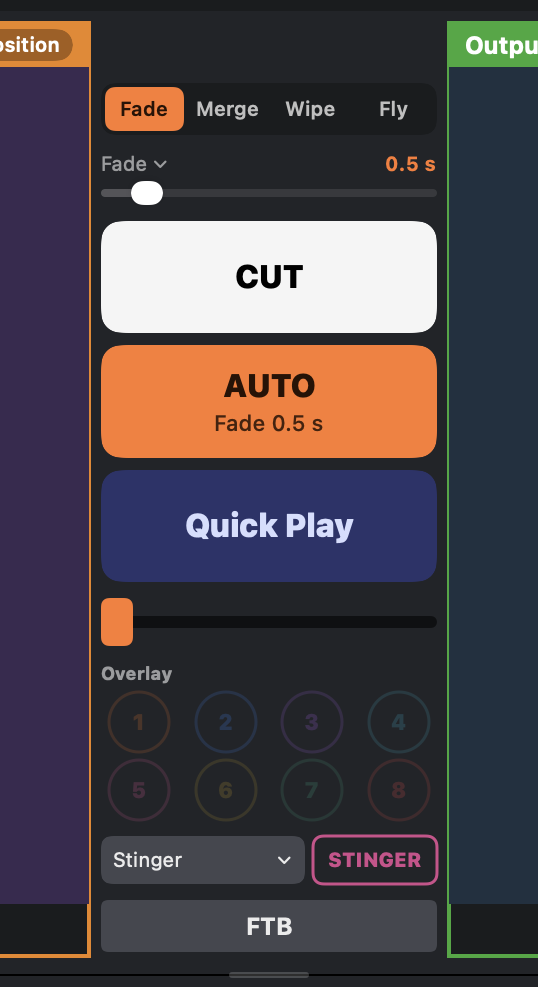 osition
Outpu
Fade Merge Wipe Fly
Fade 0.5 s
CUT
AUTO
Fade 0.5 s
Quick Play
Overlay
1 2 3 4
5 6 7 8
Stinger STINGER
FTB